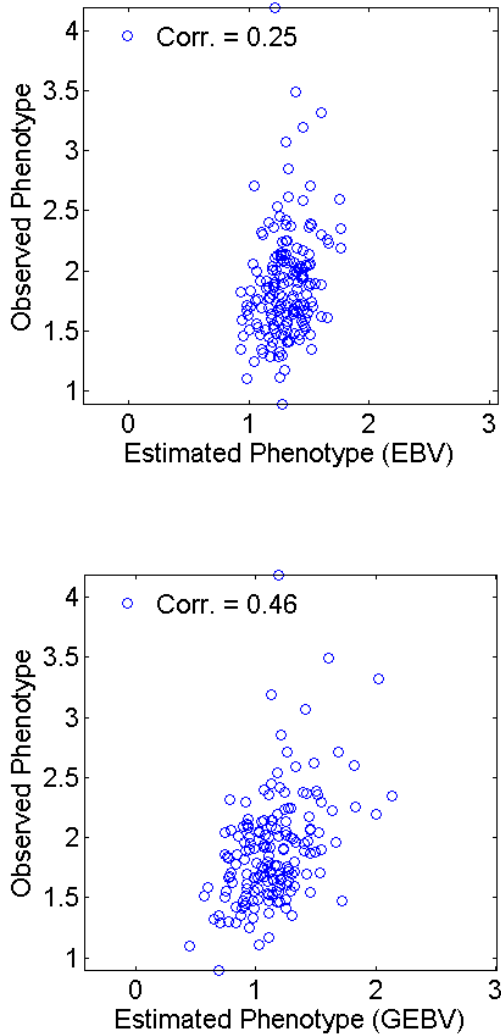 Corr. = 0.25
4
3.5
3
2.5
2
1.5
1
Observed Phenotype
0 1 2 3
Estimated Phenotype (EBV)
Corr. = 0.46
4
3.5
3
2.5
2
1.5
1
Observed Phenotype
0 1 2 3
Estimated Phenotype (GEBV)